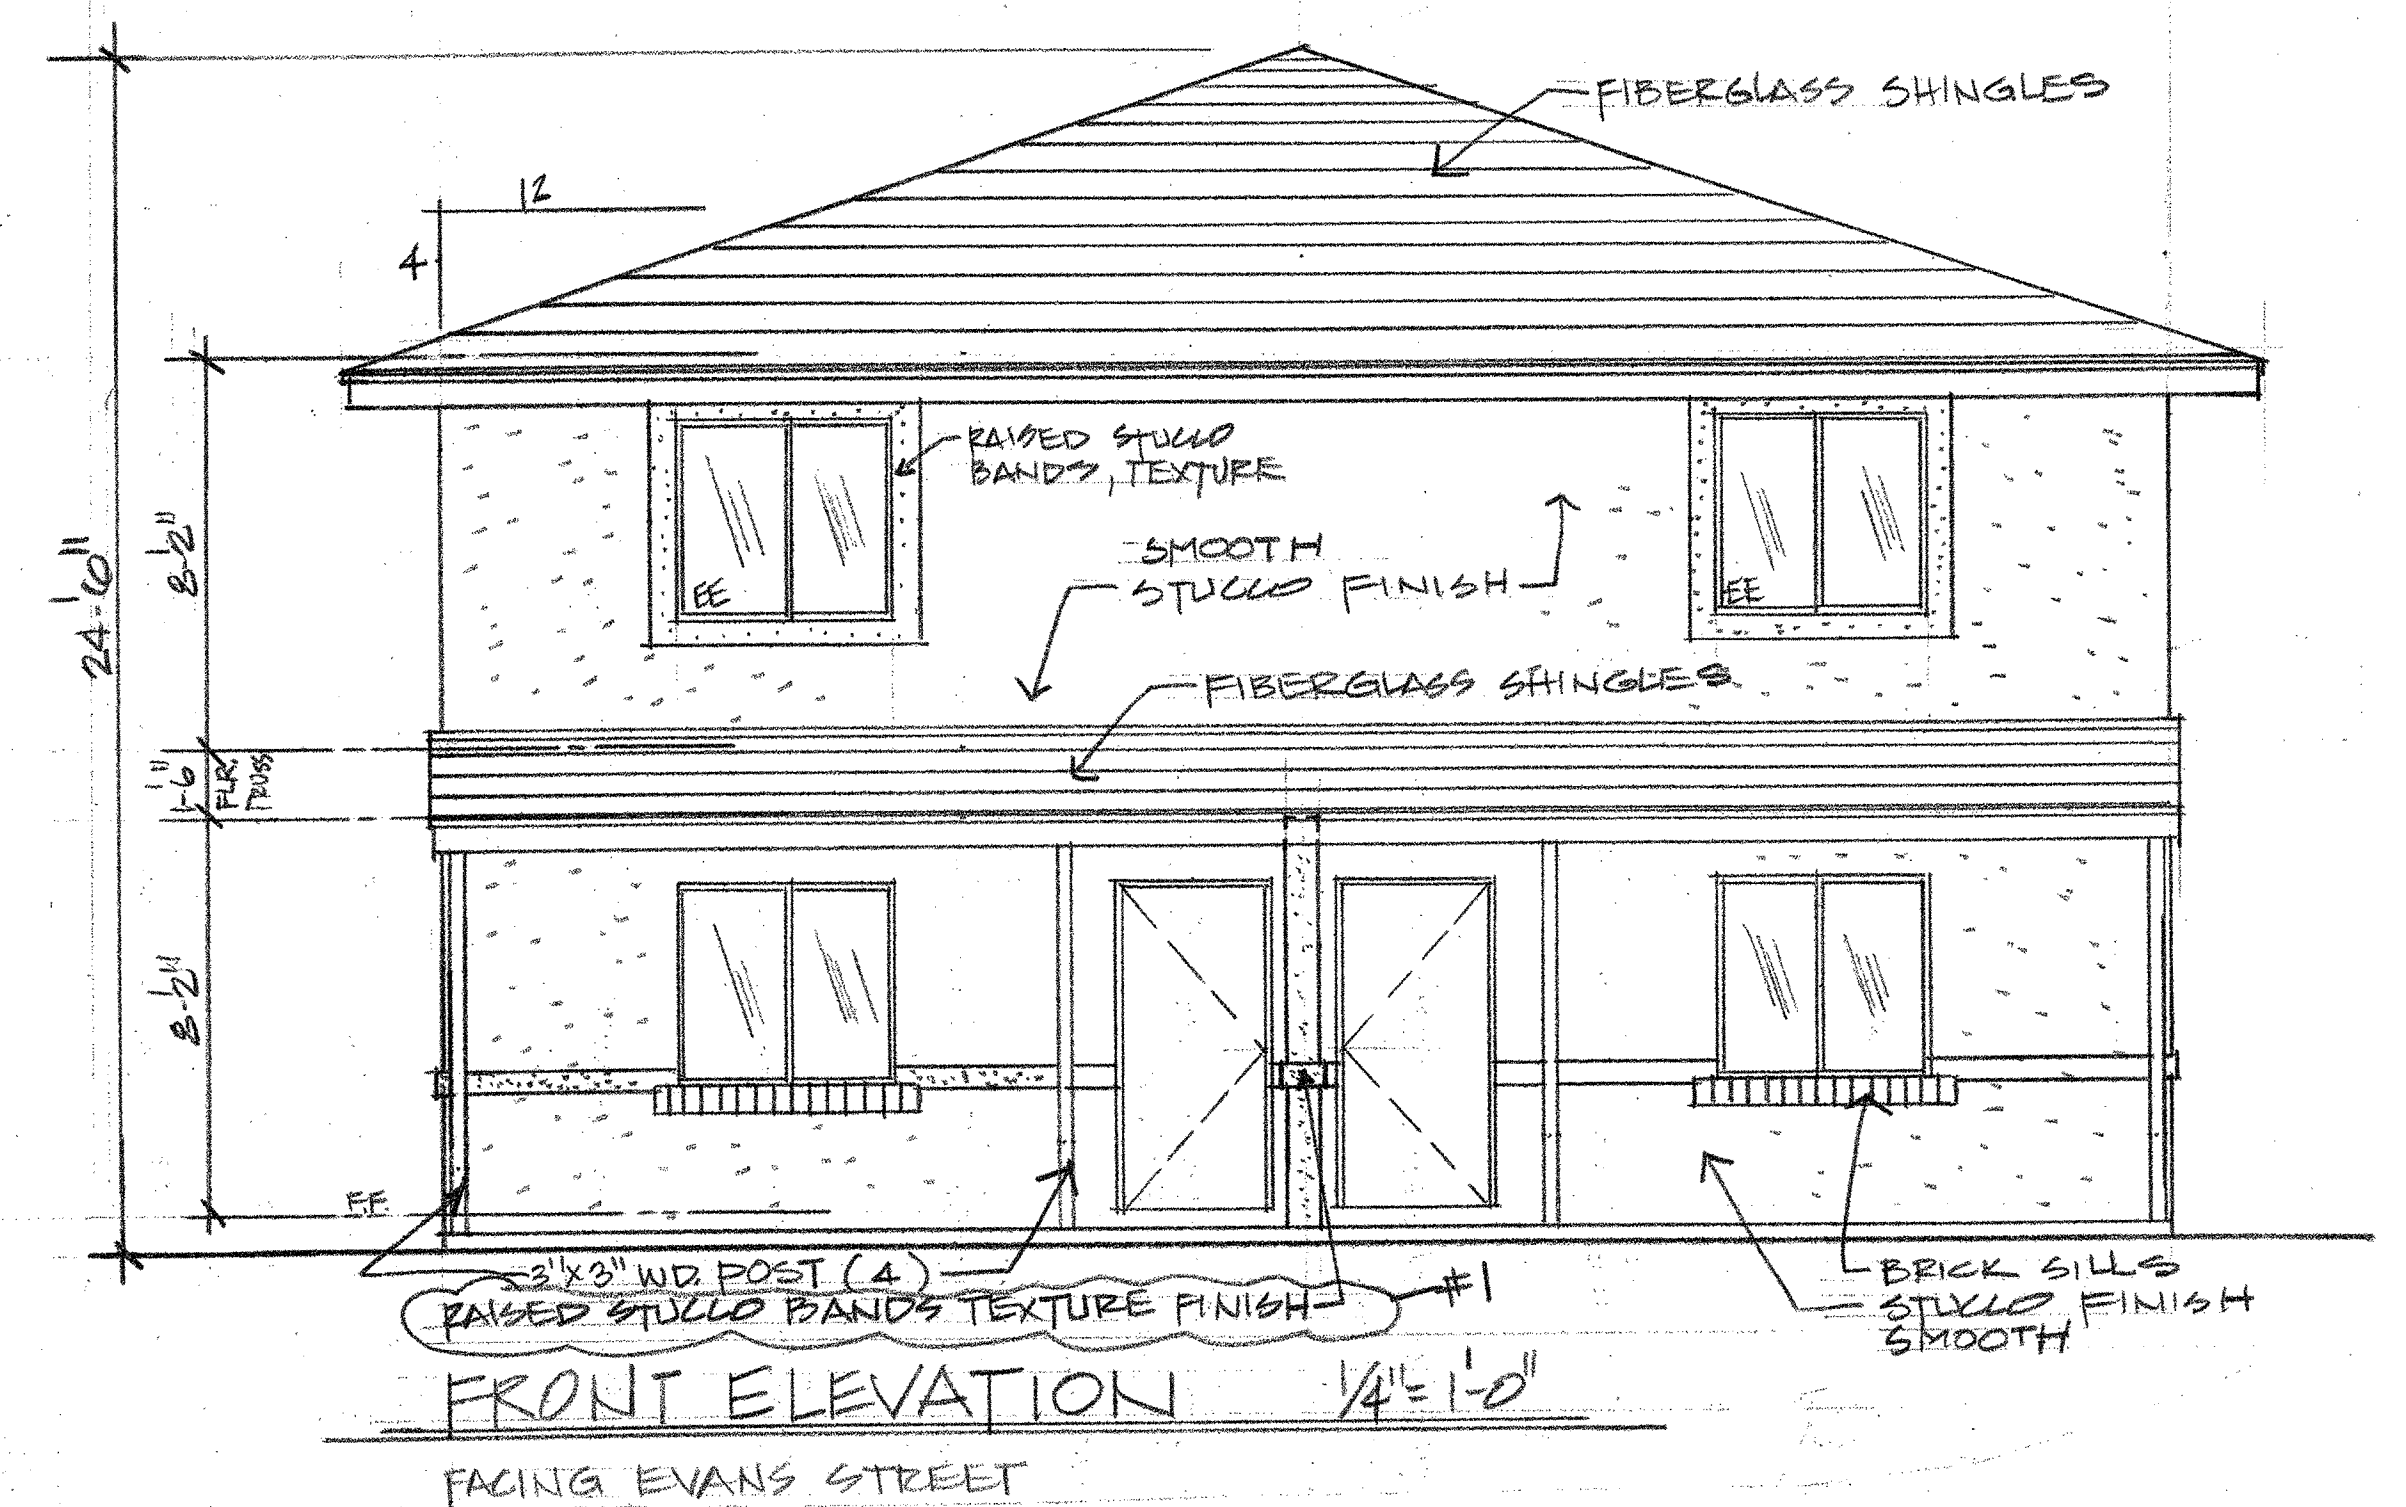 FIBERGLASS SHINGLES
12
4
RAISED STUCCO
BANDS, TEXTURE
SMOOTH
STUCCO FINISH
EE
EE
24'-0"
8'-2"
FIBERGLASS SHINGLES
1'-6"
FLR.
TRUSS
8'-2"
F.F.
3"x3" WD. POST (4)
RAISED STUCCO BANDS TEXTURE FINISH
#1
BRICK SILLS
STUCCO FINISH
SMOOTH
FRONT ELEVATION 1/4"= 1'-0"
FACING EVANS STREET